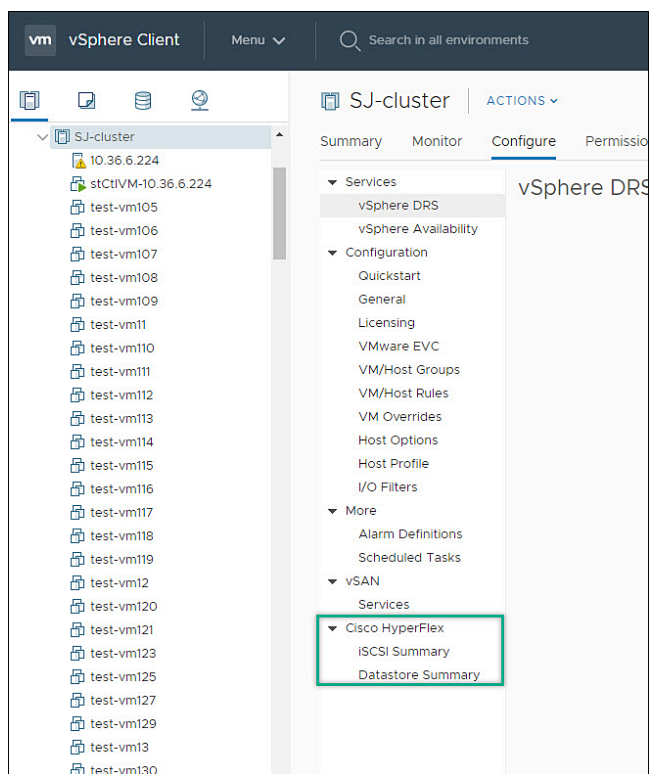 vm vSphere Client Menu Search in all environments
SJ-cluster ACTIONS
Summary Monitor Configure Permissio
SJ-cluster
10.36.6.224
stCtlVM-10.36.6.224
test-vm105
test-vm106
test-vm107
test-vm108
test-vm109
test-vm11
test-vm110
test-vm111
test-vm112
test-vm113
test-vm114
test-vm115
test-vm116
test-vm117
test-vm118
test-vm119
test-vm12
test-vm120
test-vm121
test-vm123
test-vm125
test-vm127
test-vm129
test-vm13
test-vm130
Services
vSphere DRS
vSphere Availability
Configuration
Quickstart
General
Licensing
VMware EVC
VM/Host Groups
VM/Host Rules
VM Overrides
Host Options
Host Profile
I/O Filters
More
Alarm Definitions
Scheduled Tasks
vSAN
Services
Cisco HyperFlex
iSCSI Summary
Datastore Summary
vSphere DRS